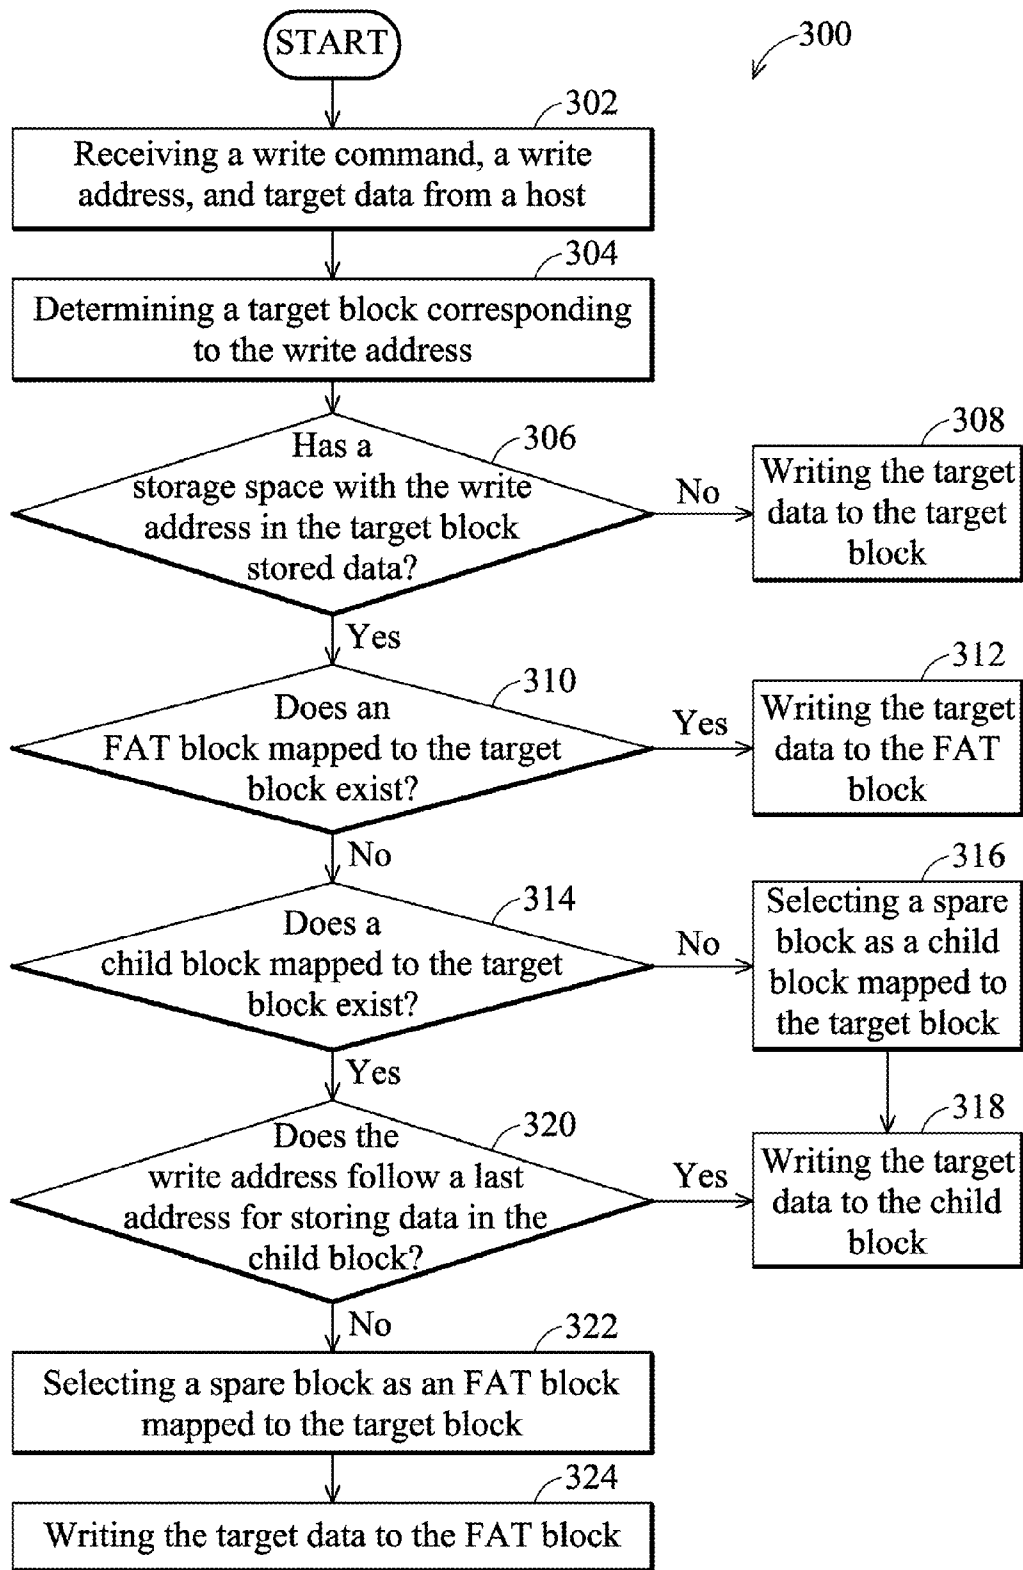 START
300
302
Receiving a write command, a write
address, and target data from a host
304
Determining a target block corresponding
to the write address
306
Has a
storage space with the write
address in the target block
stored data?
No
308
Writing the target
data to the target
block
Yes
310
Does an
FAT block mapped to the target
block exist?
Yes
312
Writing the target
data to the FAT
block
No
314
Does a
child block mapped to the target
block exist?
No
316
Selecting a spare
block as a child
block mapped to
the target block
Yes
320
Does the
write address follow a last
address for storing data in the
child block?
Yes
318
Writing the target
data to the child
block
No
322
Selecting a spare block as an FAT block
mapped to the target block
324
Writing the target data to the FAT block